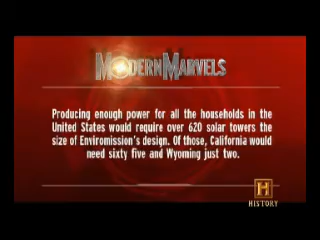 MODERN MARVELS
Producing enough power for all the households in the
United States would require over 620 solar towers the
size of Enviromission's design. Of those, California would
need sixty five and Wyoming just two.
H
HISTORY